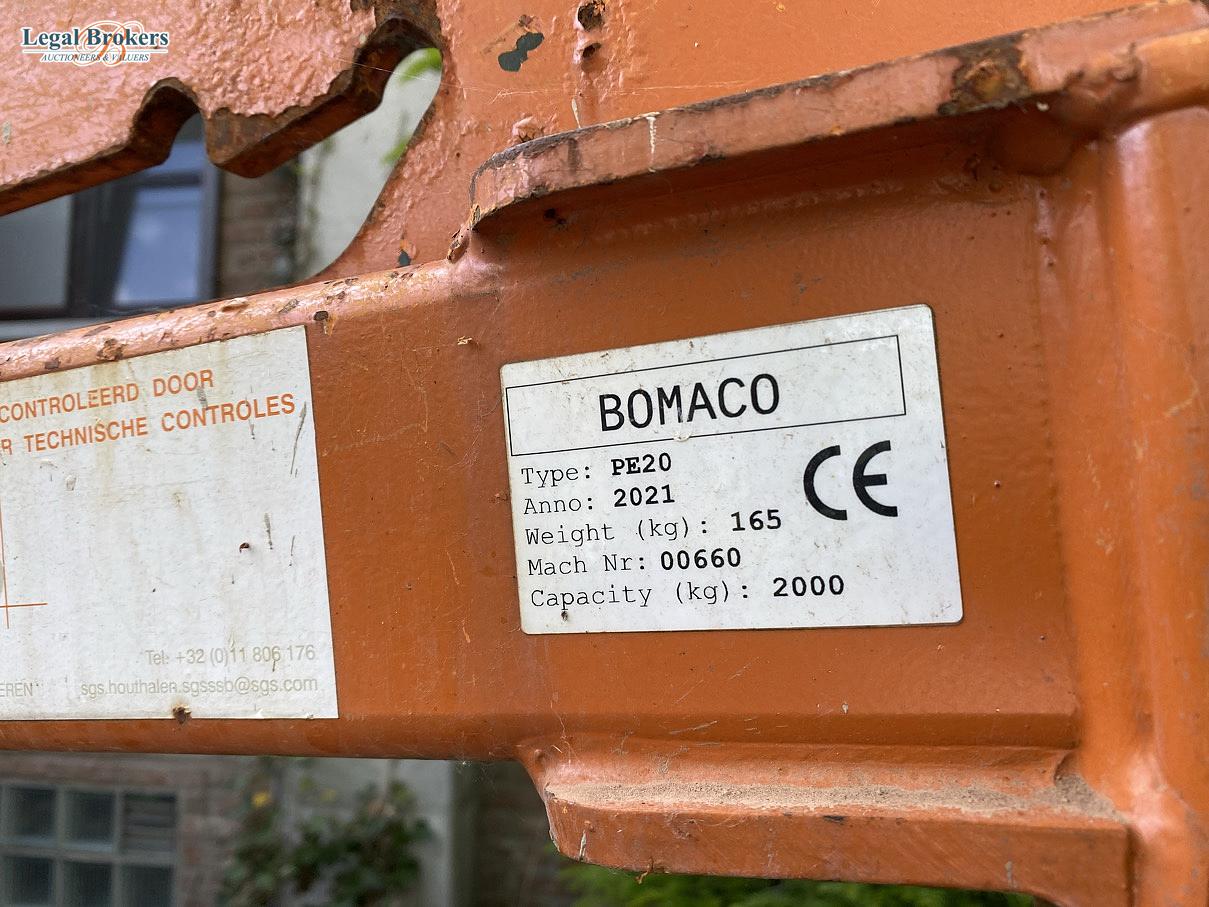 Legal Brokers
AUCTIONEERS & VALUERS
CONTROLEERD DOOR
R TECHNISCHE CONTROLES
Tel: +32 (0)11 806 176
EREN
sgs.houthalen.sgsssb@sgs.com
BOMACO
Type: PE20
Anno: 2021
Weight (kg): 165
Mach Nr: 00660
Capacity (kg): 2000
CE